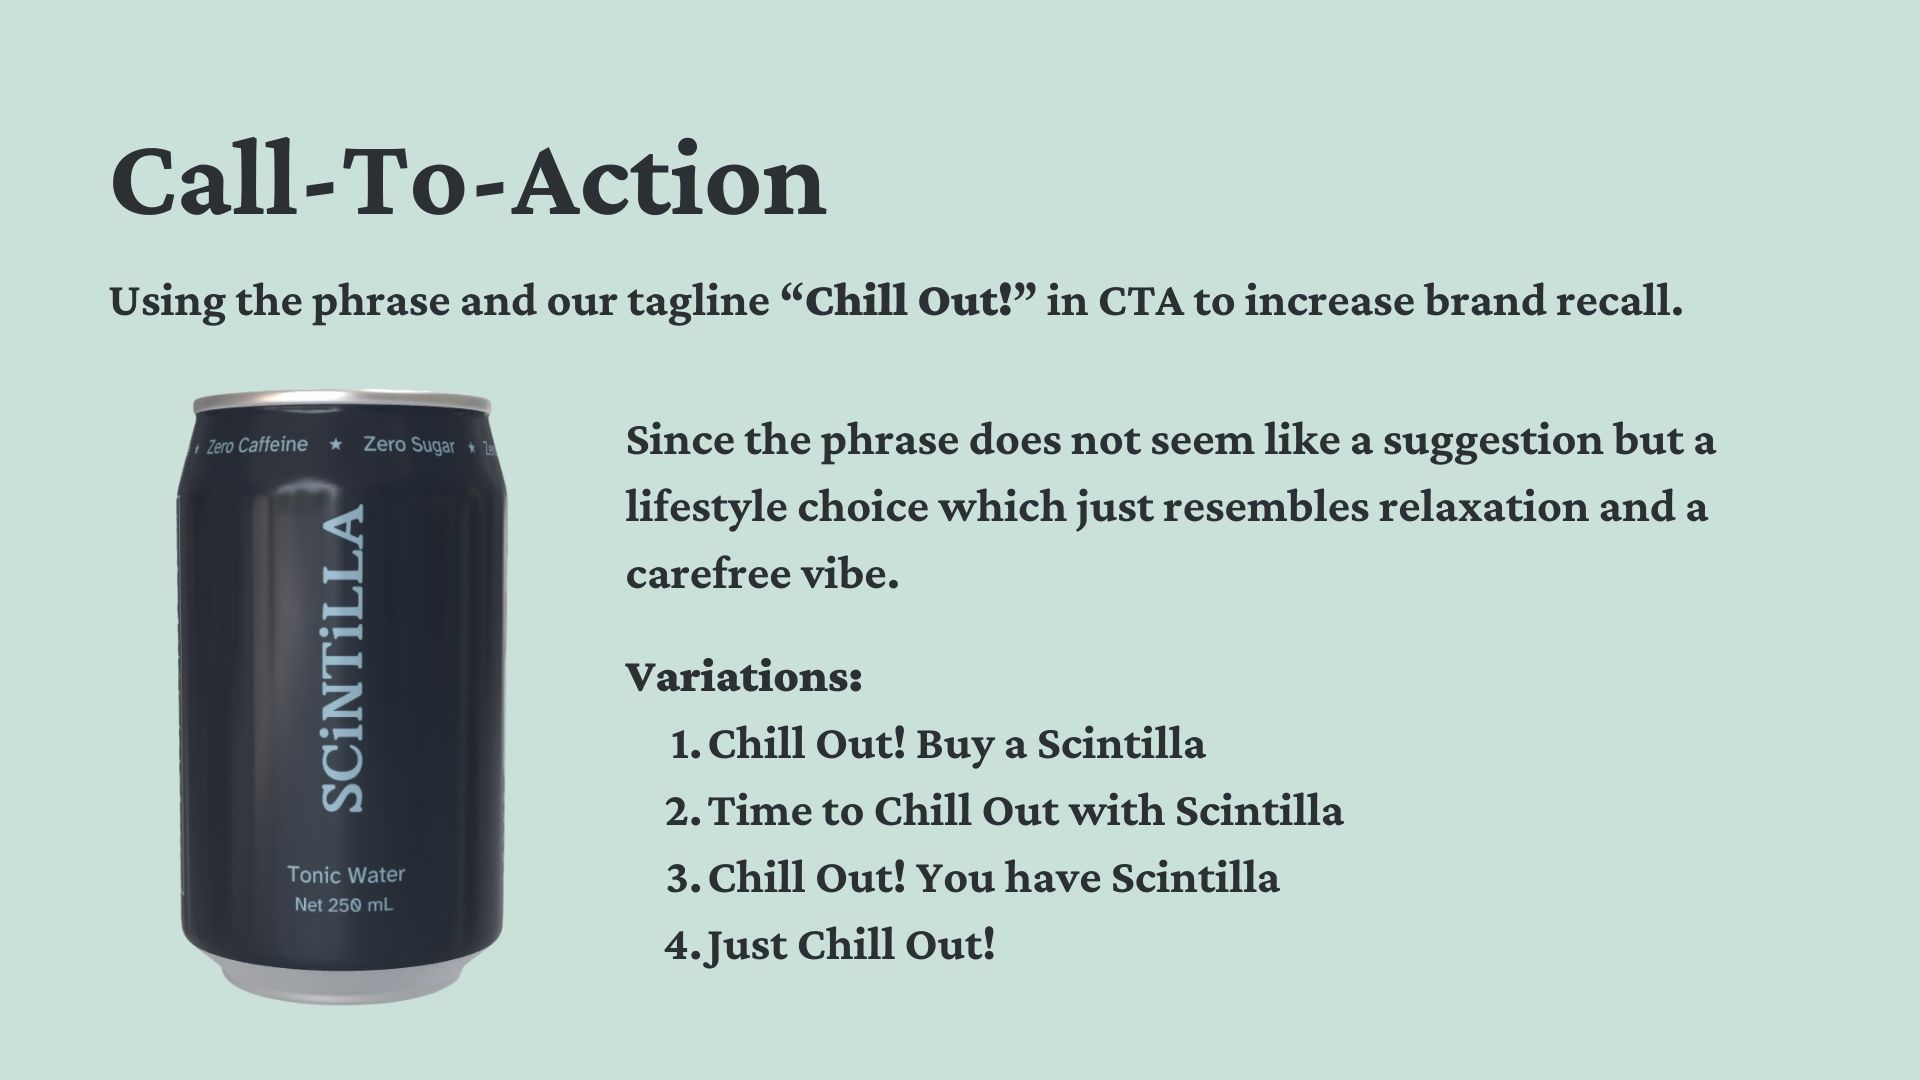 Call-To-Action
Using the phrase and our tagline “Chill Out!” in CTA to increase brand recall.
Zero Caffeine ★ Zero Sugar ★
SCiNTiLLA
Tonic Water
Net 250 mL
Since the phrase does not seem like a suggestion but a
lifestyle choice which just resembles relaxation and a
carefree vibe.
Variations:
1. Chill Out! Buy a Scintilla
2. Time to Chill Out with Scintilla
3. Chill Out! You have Scintilla
4. Just Chill Out!